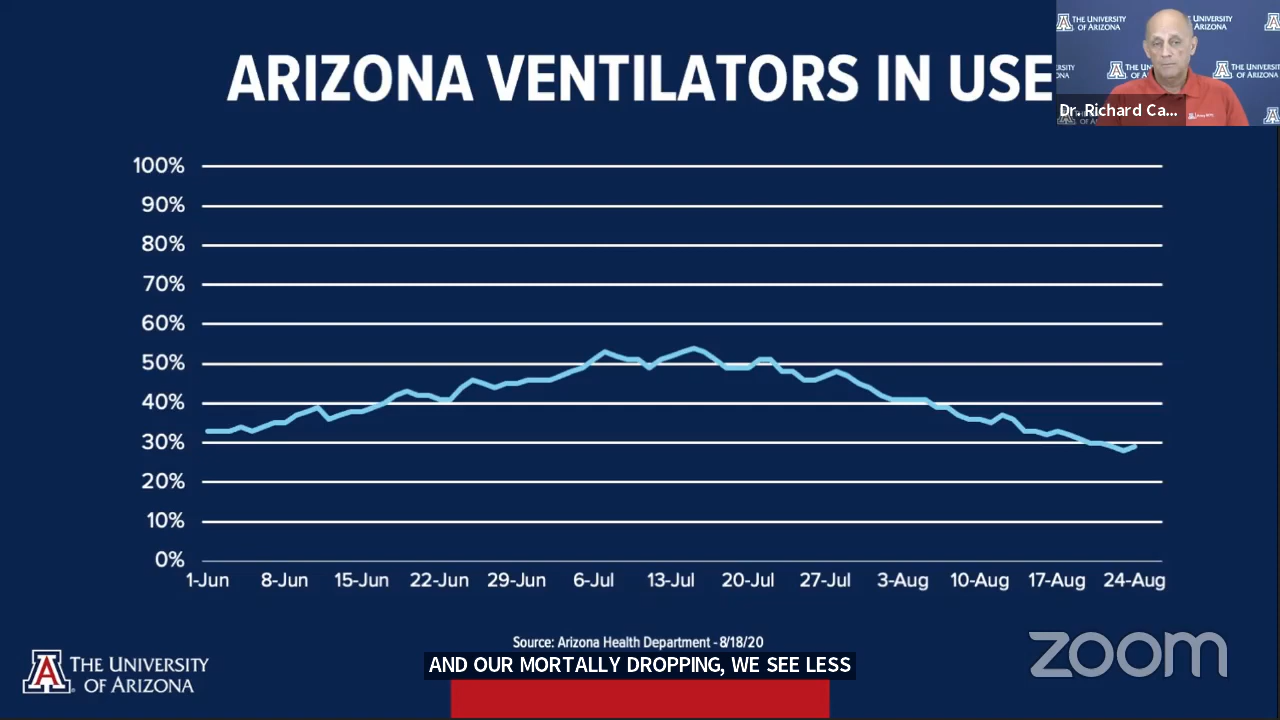 ARIZONA VENTILATORS IN USE
THE UNIVERSITY
OF ARIZONA
Dr. Richard Ca...
100%
90%
80%
70%
60%
50%
40%
30%
20%
10%
0%
1-Jun 8-Jun 15-Jun 22-Jun 29-Jun 6-Jul 13-Jul 20-Jul 27-Jul 3-Aug 10-Aug 17-Aug 24-Aug
Source: Arizona Health Department - 8/18/20
AND OUR MORTALLY DROPPING, WE SEE LESS
A THE UNIVERSITY
OF ARIZONA
zoom